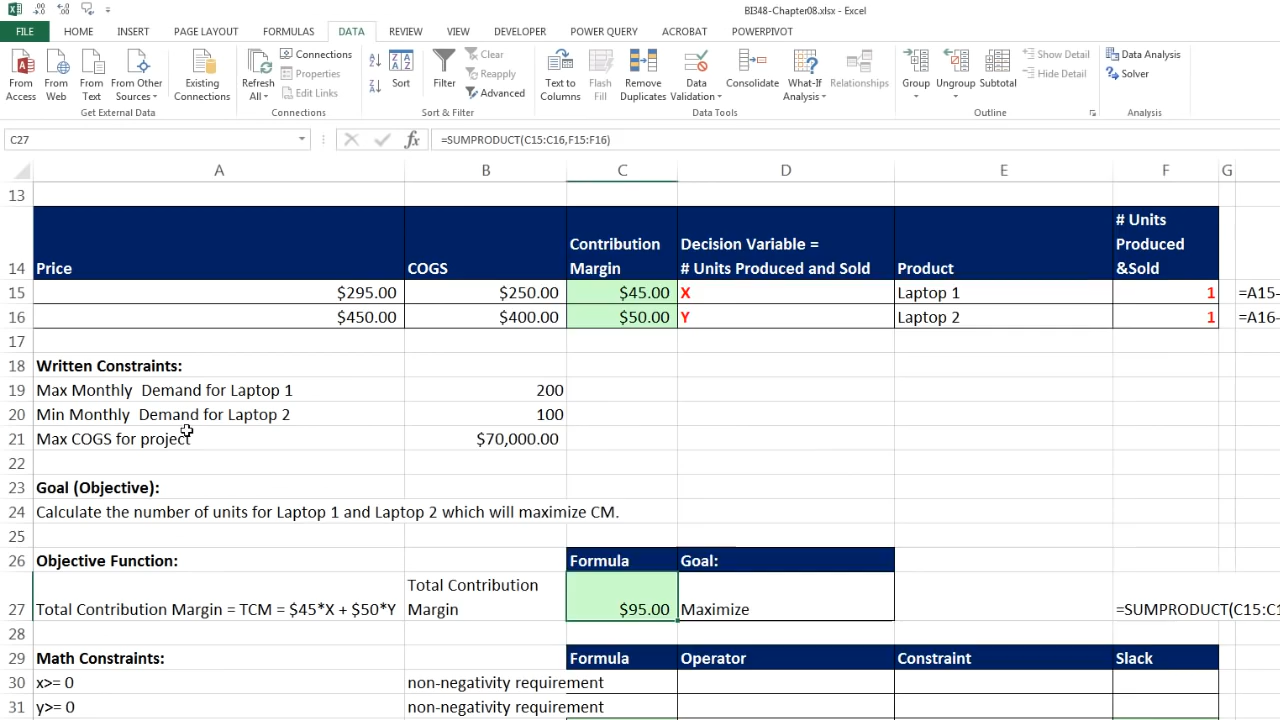 BI348-Chapter08.xlsx - Excel
FILE HOME INSERT PAGE LAYOUT FORMULAS DATA REVIEW VIEW DEVELOPER POWER QUERY ACROBAT POWERPIVOT
From Access
From Web
From Text
From Other Sources
Existing Connections
Get External Data
Refresh All
Connections
Properties
Edit Links
Connections
Sort
Filter
Clear
Reapply
Advanced
Sort & Filter
Text to Columns
Flash Fill
Remove Duplicates
Data Validation
Consolidate
What-If Analysis
Relationships
Data Tools
Group
Ungroup
Subtotal
Show Detail
Hide Detail
Outline
Data Analysis
Solver
Analysis
C27 fx =SUMPRODUCT(C15:C16,F15:F16)
A B C D E F G
13
14 Price COGS Contribution Margin Decision Variable = # Units Produced and Sold Product # Units Produced &Sold
15 $295.00 $250.00 $45.00 X Laptop 1 1 =A15-
16 $450.00 $400.00 $50.00 Y Laptop 2 1 =A16-
17
18 Written Constraints:
19 Max Monthly Demand for Laptop 1 200
20 Min Monthly Demand for Laptop 2 100
21 Max COGS for project $70,000.00
22
23 Goal (Objective):
24 Calculate the number of units for Laptop 1 and Laptop 2 which will maximize CM.
25
26 Objective Function: Formula Goal:
27 Total Contribution Margin = TCM = $45*X + $50*Y Total Contribution Margin $95.00 Maximize =SUMPRODUCT(C15:C1
28
29 Math Constraints: Formula Operator Constraint Slack
30 x>= 0 non-negativity requirement
31 y>= 0 non-negativity requirement